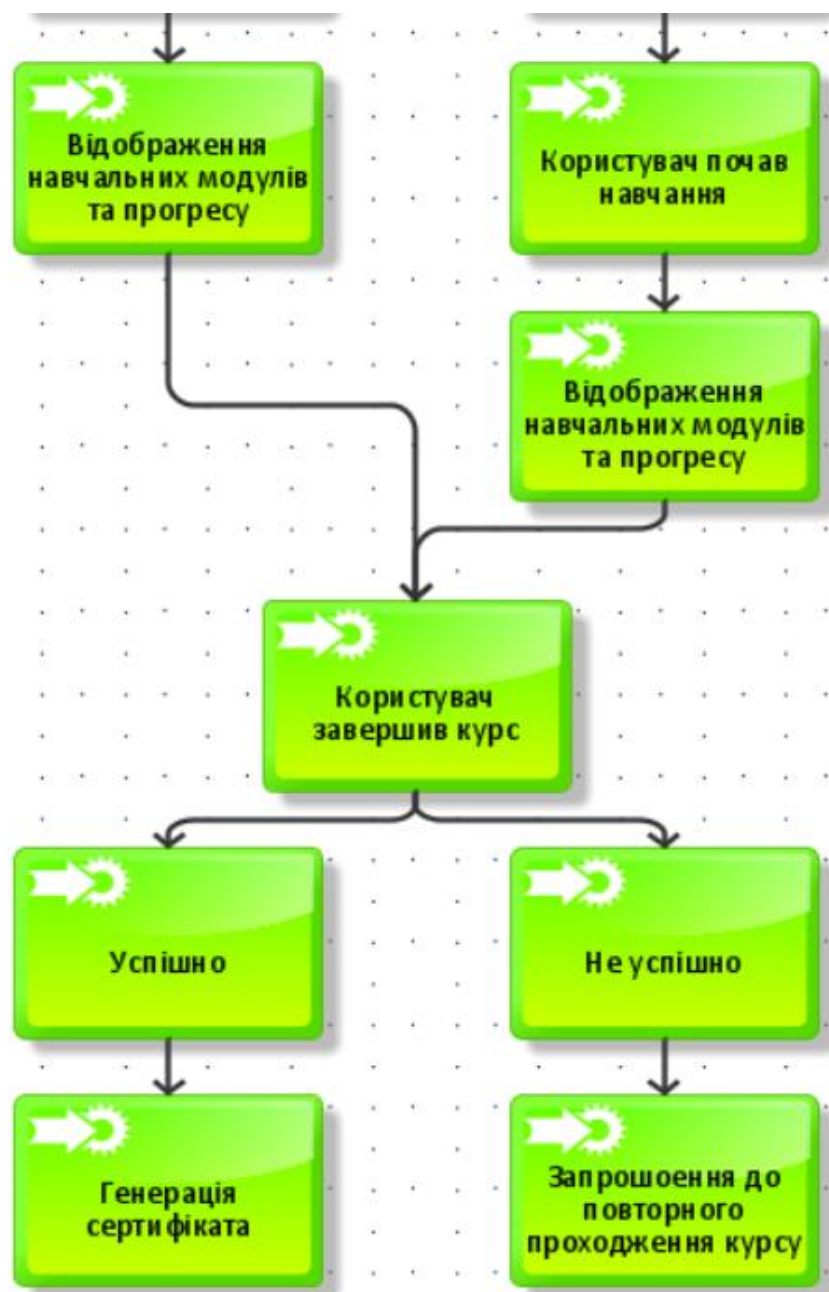 Відображення
навчальних модулів
та прогресу
Користувач почав
навчання
Відображення
навчальних модулів
та прогресу
Користувач
завершив курс
Успішно
Не успішно
Генерація
сертифіката
Запрошоення до
повторного
проходження курсу